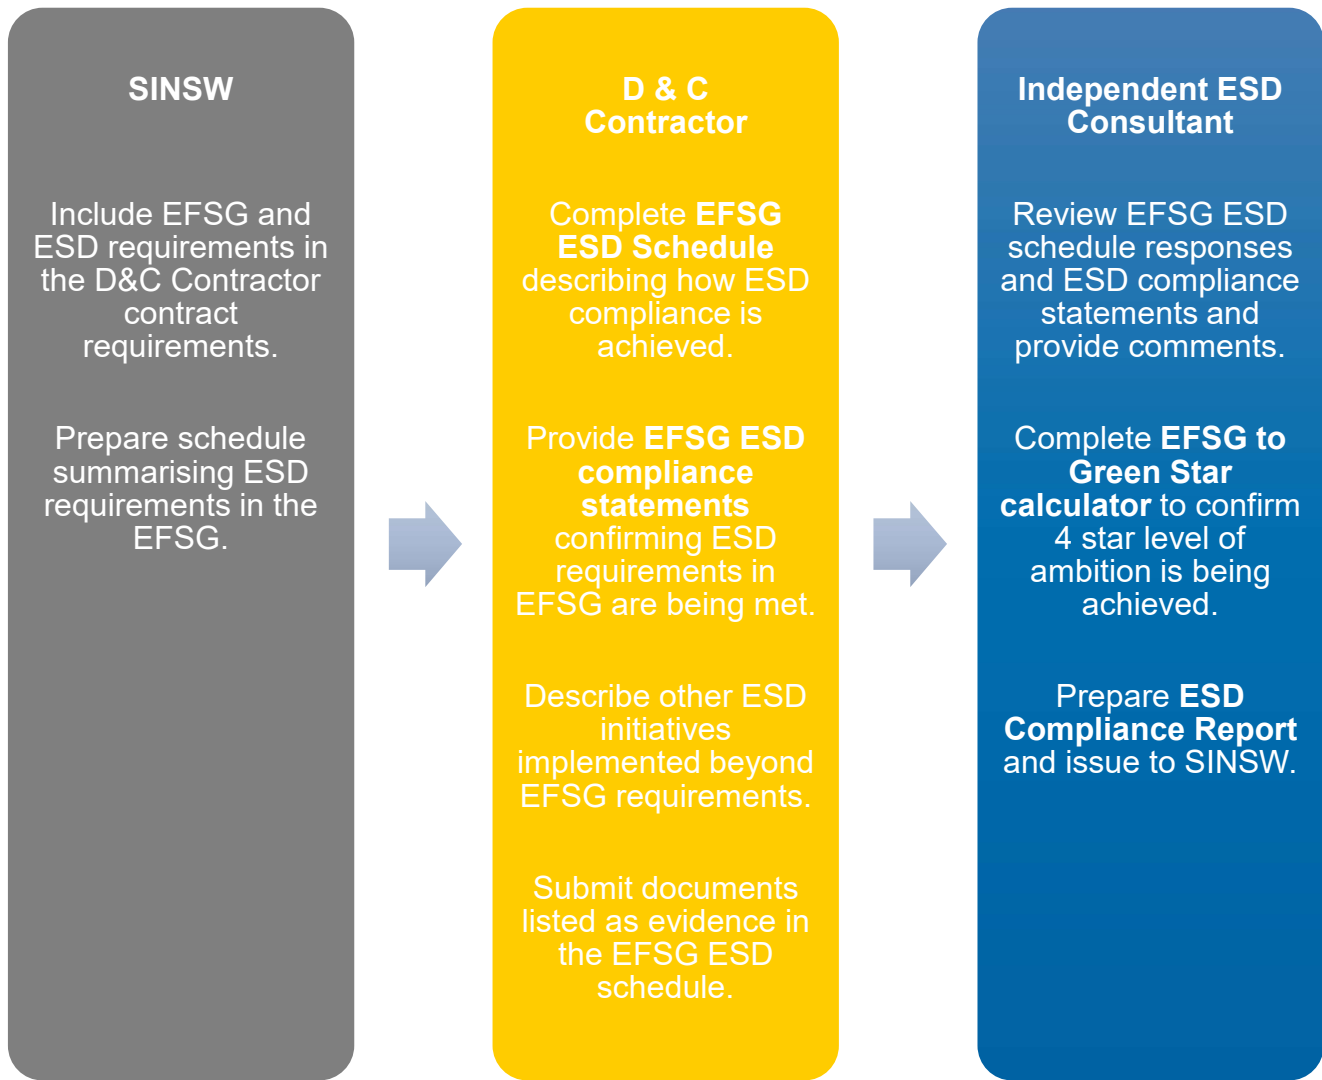 SINSW
Include EFSG and
ESD requirements in
the D&C Contractor
contract
requirements.
Prepare schedule
summarising ESD
requirements in the
EFSG.
D & C
Contractor
Complete EFSG
ESD Schedule
describing how ESD
compliance is
achieved.
Provide EFSG ESD
compliance
statements
confirming ESD
requirements in
EFSG are being met.
Describe other ESD
initiatives
implemented beyond
EFSG requirements.
Submit documents
listed as evidence in
the EFSG ESD
schedule.
Independent ESD
Consultant
Review EFSG ESD
schedule responses
and ESD compliance
statements and
provide comments.
Complete EFSG to
Green Star
calculator to confirm
4 star level of
ambition is being
achieved.
Prepare ESD
Compliance Report
and issue to SINSW.